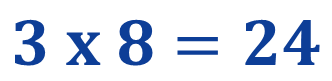 3 x 8 = 24